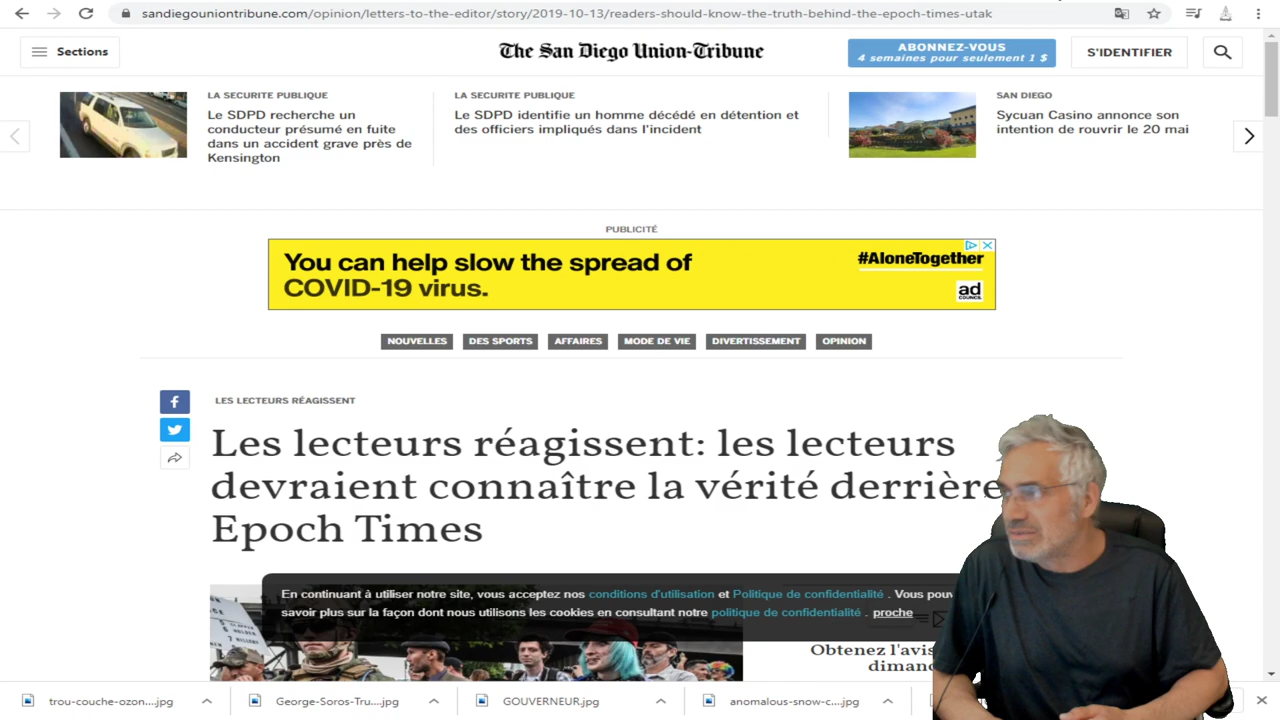 sandiegouniontribune.com/opinion/letters-to-the-editor/story/2019-10-13/readers-should-know-the-truth-behind-the-epoch-times-utak
Sections
The San Diego Union-Tribune
ABONNEZ-VOUS
4 semaines pour seulement 1 $
S'IDENTIFIER
LA SECURITE PUBLIQUE
Le SDPD recherche un
conducteur présumé en fuite
dans un accident grave près de
Kensington
LA SECURITE PUBLIQUE
Le SDPD identifie un homme décédé en détention et
des officiers impliqués dans l'incident
SAN DIEGO
Sycuan Casino annonce son
intention de rouvrir le 20 mai
PUBLICITÉ
You can help slow the spread of
COVID-19 virus.
#AloneTogether
ad
COUNCIL
NOUVELLES
DES SPORTS
AFFAIRES
MODE DE VIE
DIVERTISSEMENT
OPINION
LES LECTEURS RÉAGISSENT
Les lecteurs réagissent: les lecteurs
devraient connaître la vérité derrière
Epoch Times
En continuant à utiliser notre site, vous acceptez nos conditions d'utilisation et Politique de confidentialité . Vous pouv
savoir plus sur la façon dont nous utilisons les cookies en consultant notre politique de confidentialité . proche
Obtenez l'avis
dimanc
trou-couche-ozon....jpg
George-Soros-Tru....jpg
GOUVERNEUR.jpg
anomalous-snow-c....jpg